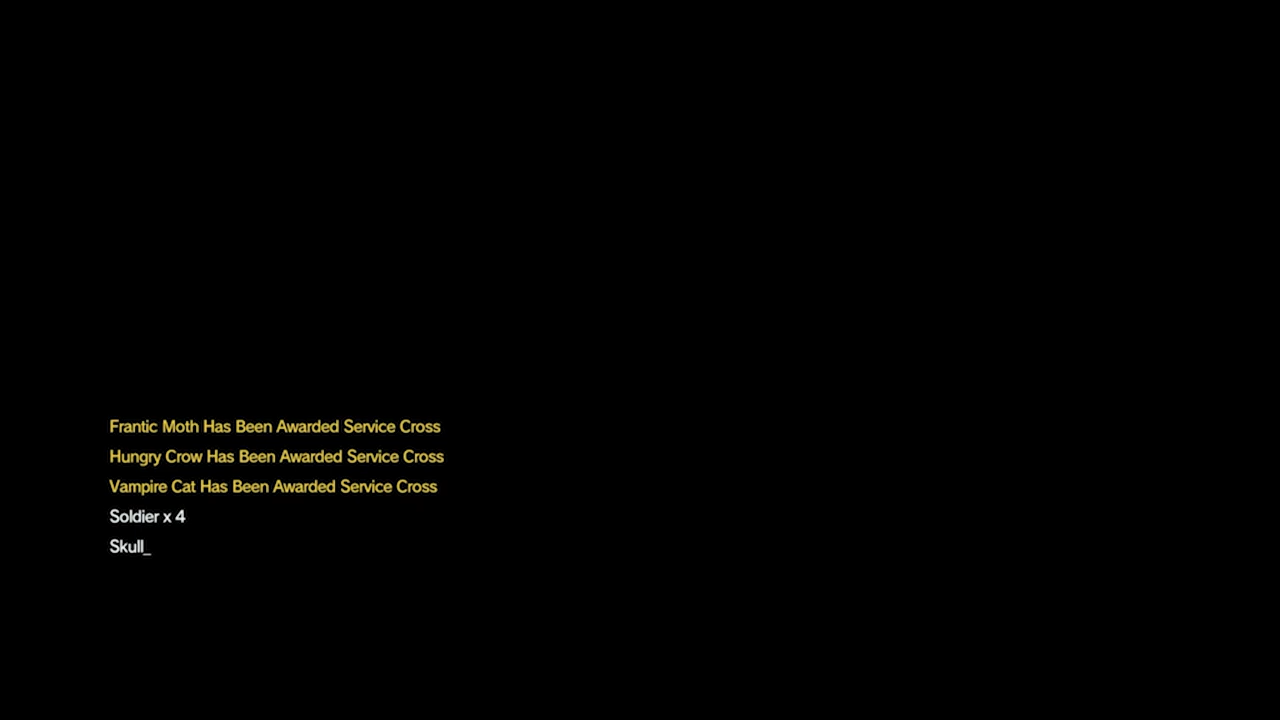 Frantic Moth Has Been Awarded Service Cross
Hungry Crow Has Been Awarded Service Cross
Vampire Cat Has Been Awarded Service Cross
Soldier x 4
Skull_